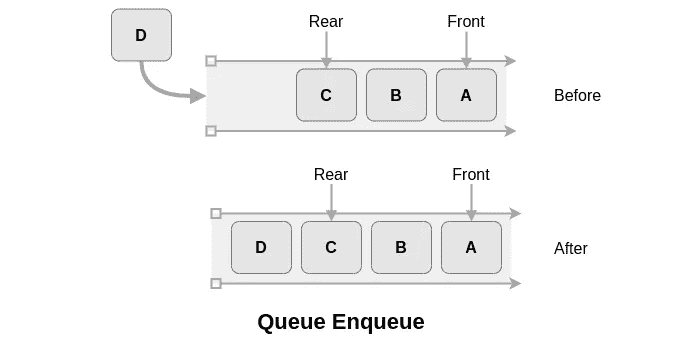 D
Rear Front
C B A
Before
Rear Front
D C B A
After
Queue Enqueue